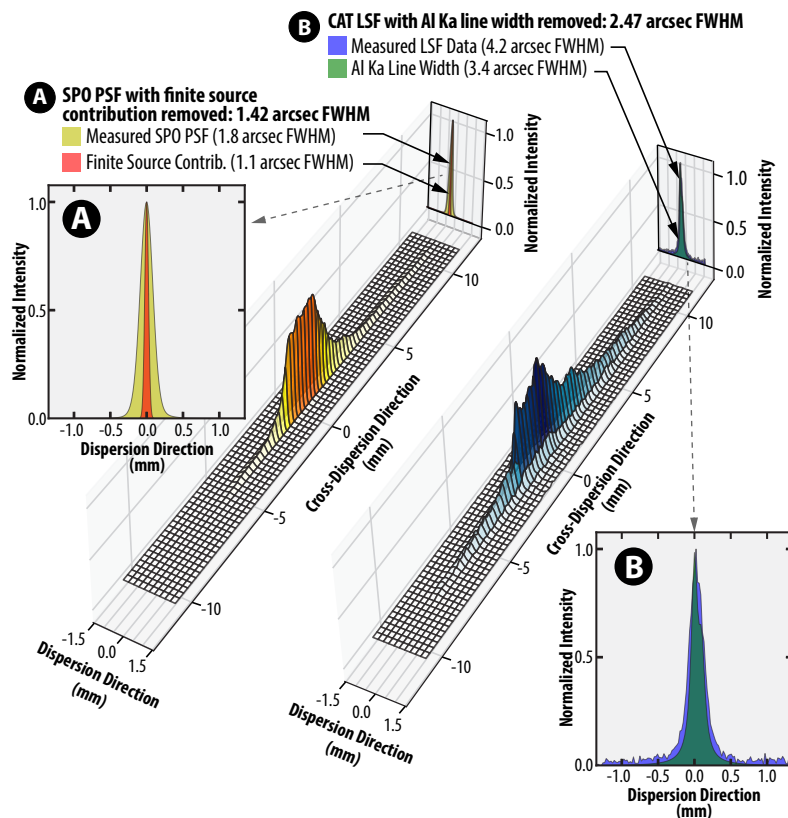 B CAT LSF with Al Ka line width removed: 2.47 arcsec FWHM
Measured LSF Data (4.2 arcsec FWHM)
Al Ka Line Width (3.4 arcsec FWHM)
A SPO PSF with finite source
contribution removed: 1.42 arcsec FWHM
Measured SPO PSF (1.8 arcsec FWHM)
Finite Source Contrib. (1.1 arcsec FWHM)
1.0
0.5
0.0
Normalized Intensity
1.0
0.5
0.0
Normalized Intensity
A
1.0
0.5
0.0
Normalized Intensity
-1.0 -0.5 0.0 0.5 1.0
Dispersion Direction
(mm)
10
5
0
-5
-10
Cross-Dispersion Direction
(mm)
-1.5 0.0 1.5
Dispersion Direction
(mm)
10
5
0
-5
-10
Cross-Dispersion Direction
(mm)
-1.5 0.0 1.5
Dispersion Direction
(mm)
B
1.0
0.5
0.0
Normalized Intensity
-1.0 -0.5 0.0 0.5 1.0
Dispersion Direction
(mm)